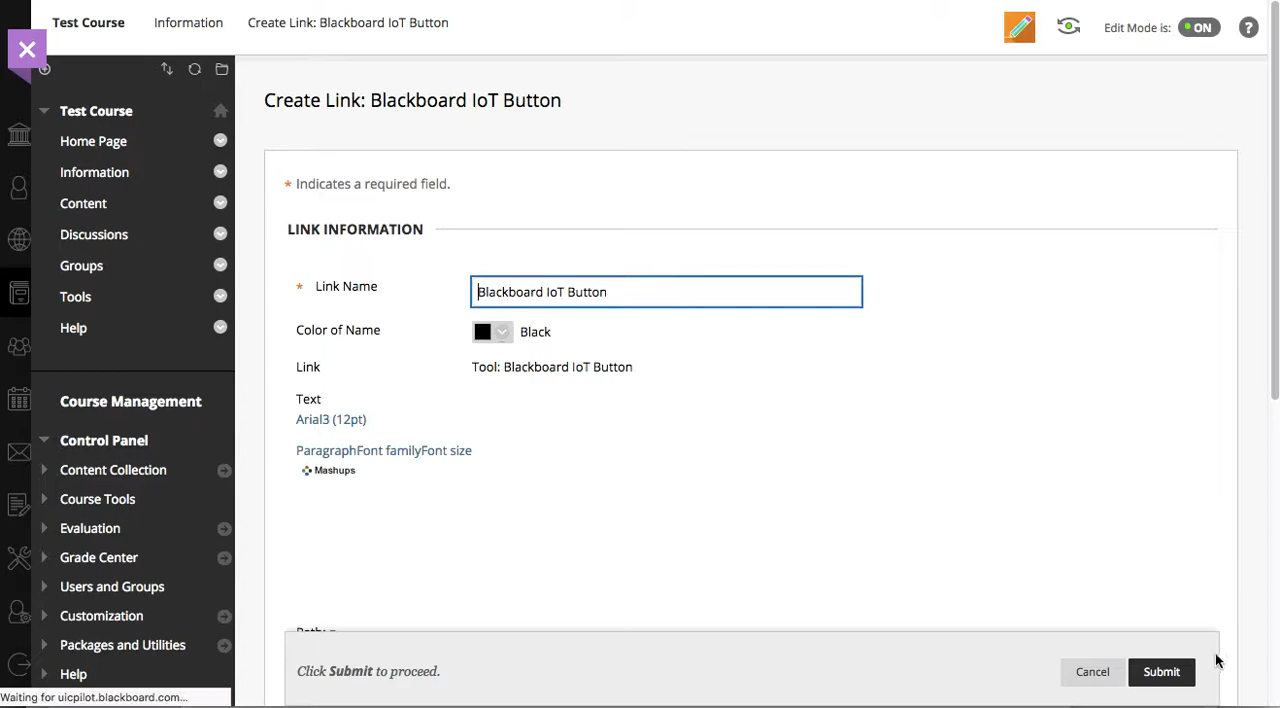 Test Course Information Create Link: Blackboard IoT Button
Edit Mode is: ON ?
Test Course
Home Page
Information
Content
Discussions
Groups
Tools
Help
Course Management
Control Panel
Content Collection
Course Tools
Evaluation
Grade Center
Users and Groups
Customization
Packages and Utilities
Help
Waiting for uicpilot.blackboard.com...
Create Link: Blackboard IoT Button
* Indicates a required field.
LINK INFORMATION
* Link Name Blackboard IoT Button
Color of Name Black
Link Tool: Blackboard IoT Button
Text
Arial3 (12pt)
ParagraphFont familyFont size
Mashups
Click Submit to proceed.
Cancel Submit